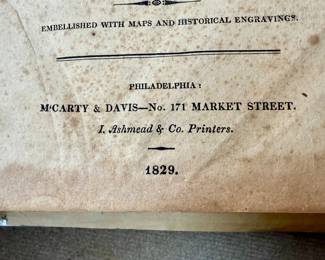 EMBELLISHED WITH MAPS AND HISTORICAL ENGRAVINGS.
PHILADELPHIA:
M'CARTY & DAVIS—No. 171 MARKET STREET.
I. Ashmead & Co. Printers.
1829.